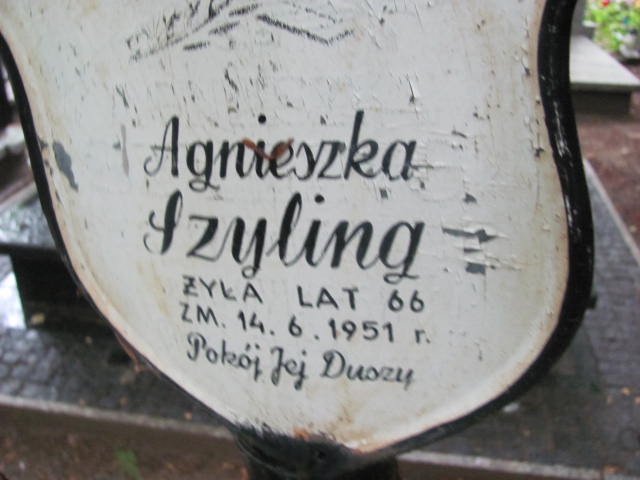 Agnieszka
Szyling
ŻYŁA LAT 66
ZM. 14.6.1951 r.
Pokój Jej Duszy